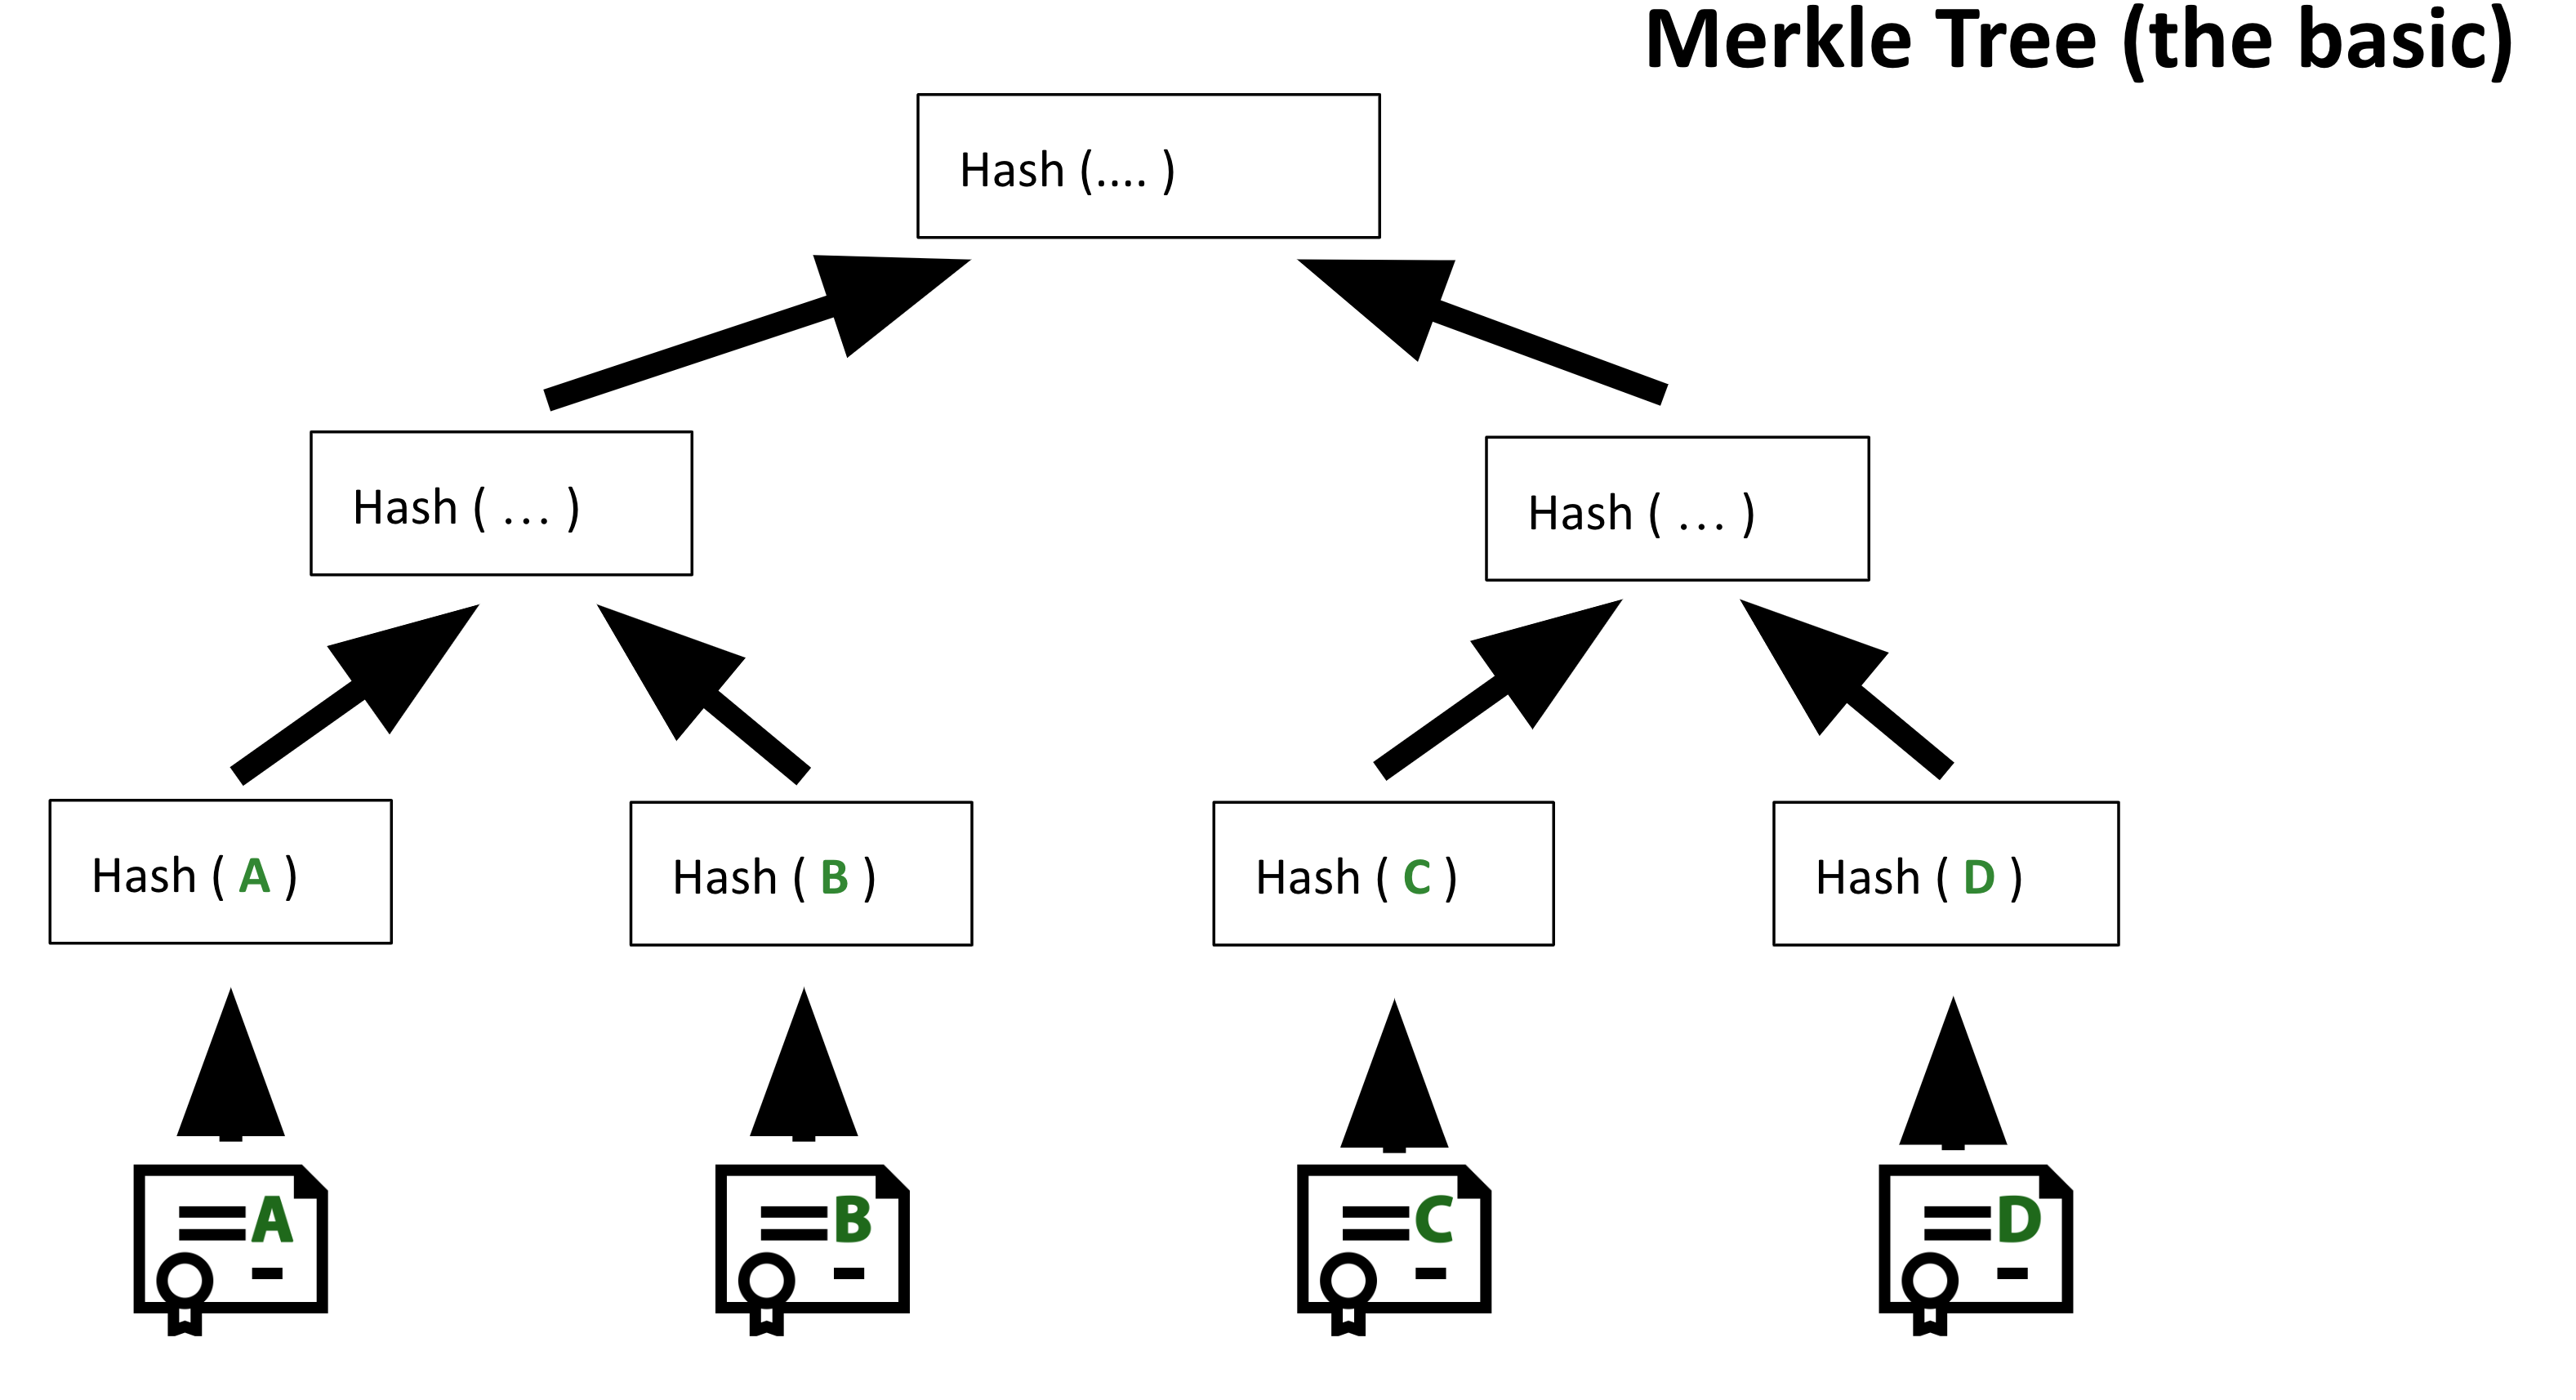 Merkle Tree (the basic)
Hash (.... )
Hash ( ... )
Hash ( ... )
Hash ( A )
Hash ( B )
Hash ( C )
Hash ( D )
A
B
C
D